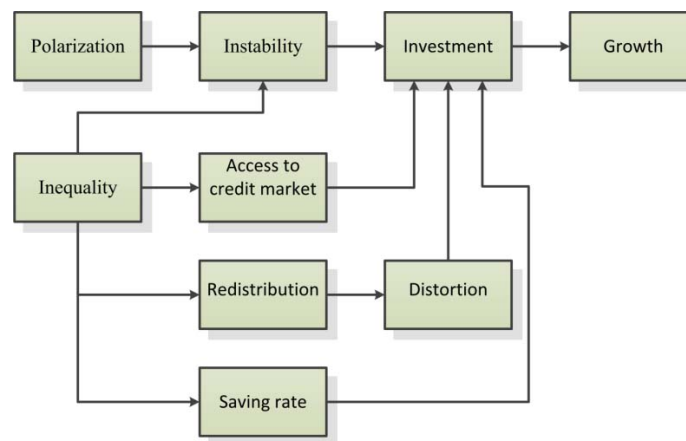 Polarization
Instability
Investment
Growth
Inequality
Access to
credit market
Redistribution
Distortion
Saving rate